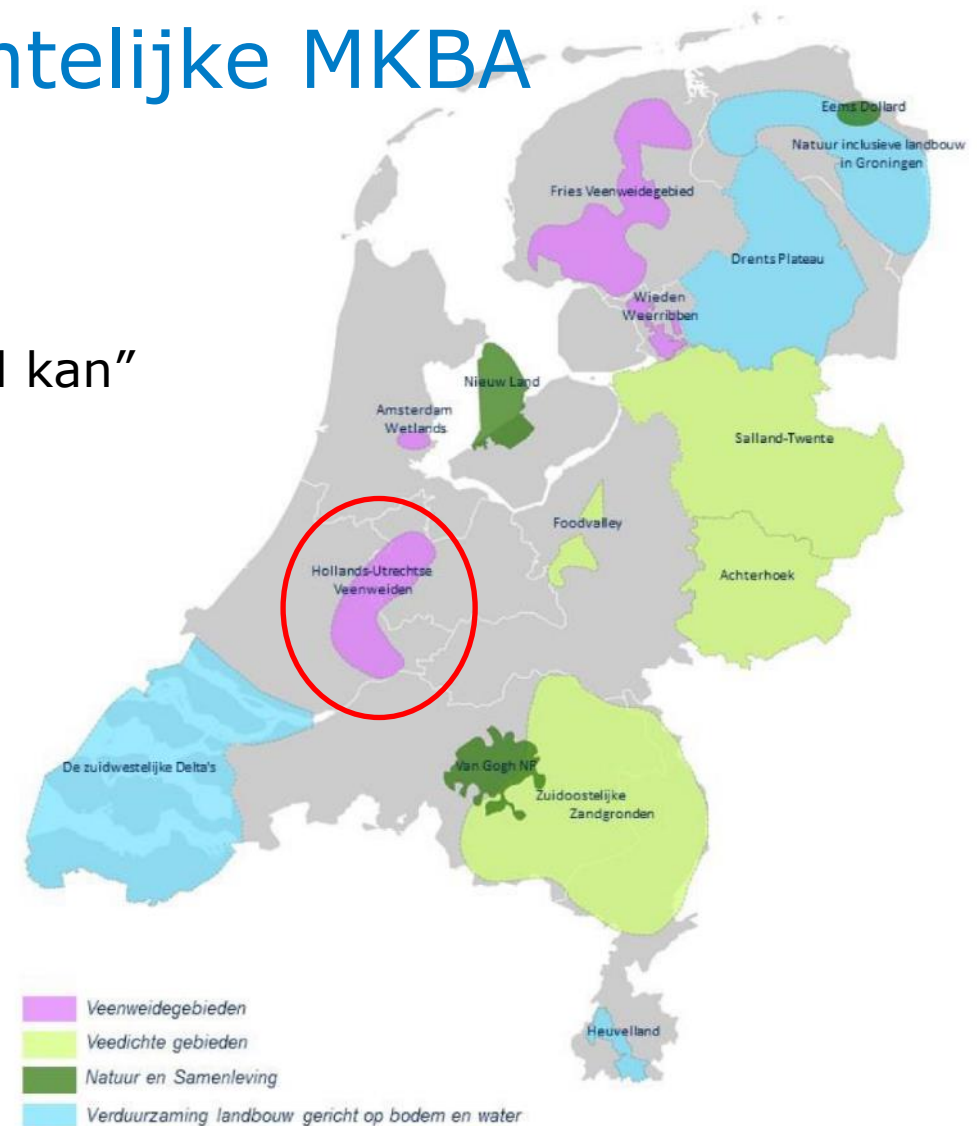 ntelijke MKBA
Eems Dollard
Natuur inclusieve landbouw
in Groningen
Fries Veenweidegebied
Drents Plateau
Wieden
Weerribben
l kan”
Nieuw Land
Amsterdam
Wetlands
Salland-Twente
Foodvalley
Hollands-Utrechtse
Veenweiden
Achterhoek
De zuidwestelijke Delta's
Van Gogh NP
Zuidoostelijke
Zandgronden
Veenweidegebieden
Veedichte gebieden
Heuvelland
Natuur en Samenleving
Verduurzaming landbouw gericht op bodem en water